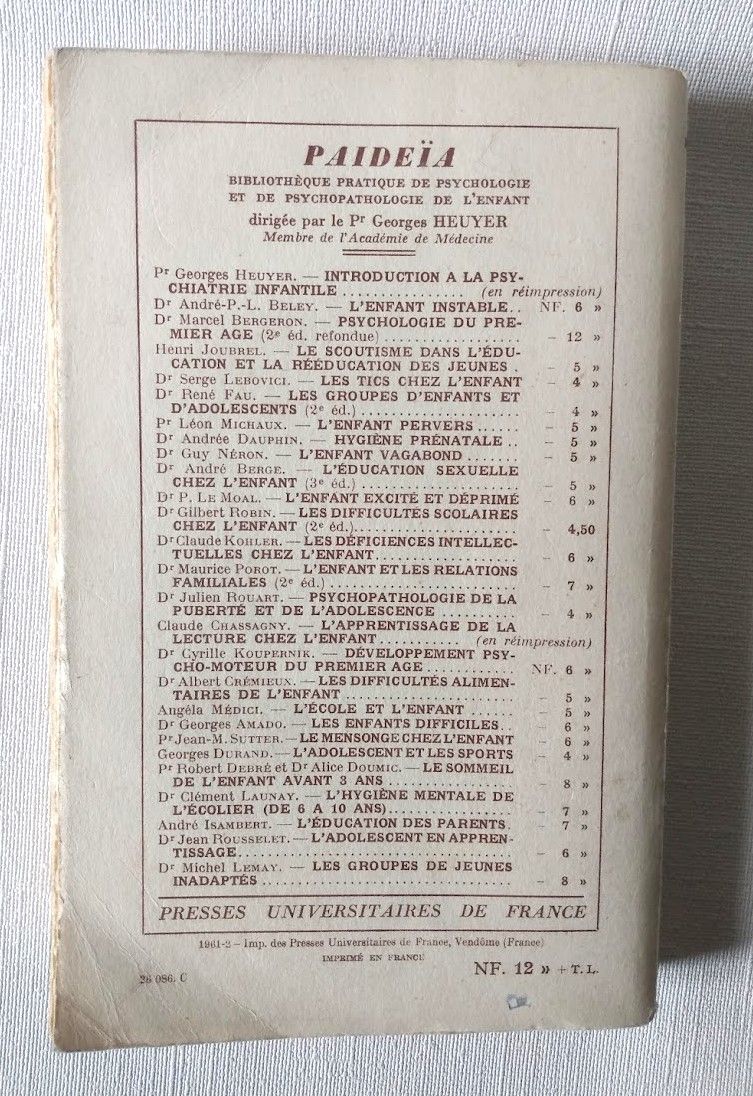 PAIDEÏA
BIBLIOTHÈQUE PRATIQUE DE PSYCHOLOGIE
ET DE PSYCHOPATHOLOGIE DE L'ENFANT
dirigée par le Pr Georges HEUYER
Membre de l'Académie de Médecine
Pr Georges HEUYER. — INTRODUCTION A LA PSY-
CHIATRIE INFANTILE ................ (en réimpression)
Dr André-P.-L. BELEY. — L'ENFANT INSTABLE.. NF. 6 »
Dr Marcel BERGERON. — PSYCHOLOGIE DU PRE-
MIER AGE (2e éd. refondue) .................. – 12 »
Henri JOUBREL. — LE SCOUTISME DANS L'ÉDU-
CATION ET LA RÉÉDUCATION DES JEUNES . – 5 »
Dr Serge LEBOVICI. — LES TICS CHEZ L'ENFANT – 4 »
Dr René FAU. — LES GROUPES D'ENFANTS ET
D'ADOLESCENTS (2e éd.) ..................... – 4 »
Pr Léon MICHAUX. — L'ENFANT PERVERS ...... – 5 »
Dr Andrée DAUPHIN. — HYGIÈNE PRÉNATALE .. – 5 »
Dr Guy NÉRON. — L'ENFANT VAGABOND ....... – 5 »
Dr André BERGE. — L'ÉDUCATION SEXUELLE
CHEZ L'ENFANT (3e éd.) ..................... – 5 »
Dr P. LE MOAL. — L'ENFANT EXCITÉ ET DÉPRIMÉ – 6 »
Dr Gilbert ROBIN. — LES DIFFICULTÉS SCOLAIRES
CHEZ L'ENFANT (2e éd.)..................... – 4,50
Dr Claude KOHLER. — LES DÉFICIENCES INTELLEC-
TUELLES CHEZ L'ENFANT................... – 6 »
Dr Maurice POROT. — L'ENFANT ET LES RELATIONS
FAMILIALES (2e éd.) ......................... – 7 »
Dr Julien ROUART. — PSYCHOPATHOLOGIE DE LA
PUBERTÉ ET DE L'ADOLESCENCE .......... – 4 »
Claude CHASSAGNY. — L'APPRENTISSAGE DE LA
LECTURE CHEZ L'ENFANT........... (en réimpression)
Dr Cyrille KOUPERNIK. — DÉVELOPPEMENT PSY-
CHO-MOTEUR DU PREMIER AGE ............ NF. 6 »
Dr Albert CRÉMIEUX. — LES DIFFICULTÉS ALIMEN-
TAIRES DE L'ENFANT ....................... – 5 »
Angéla MÉDICI. — L'ÉCOLE ET L'ENFANT ...... – 5 »
Dr Georges AMADO. — LES ENFANTS DIFFICILES. – 6 »
Pr Jean-M. SUTTER. — LE MENSONGE CHEZ L'ENFANT – 6 »
Georges DURAND. — L'ADOLESCENT ET LES SPORTS – 4 »
Pr Robert DEBRÉ et Dr Alice DOUMIC. — LE SOMMEIL
DE L'ENFANT AVANT 3 ANS ................. – 8 »
Dr Clément LAUNAY. — L'HYGIÈNE MENTALE DE
L'ÉCOLIER (DE 6 A 10 ANS)................. – 7 »
André ISAMBERT. — L'ÉDUCATION DES PARENTS. – 7 »
Dr Jean ROUSSELET. — L'ADOLESCENT EN APPREN-
TISSAGE..................................... – 6 »
Dr Michel LEMAY. — LES GROUPES DE JEUNES
INADAPTÉS .................................. – 8 »
PRESSES UNIVERSITAIRES DE FRANCE
1961-2 – Imp. des Presses Universitaires de France, Vendôme (France)
IMPRIMÉ EN FRANCE
26 086. C
NF. 12 » + T. L.